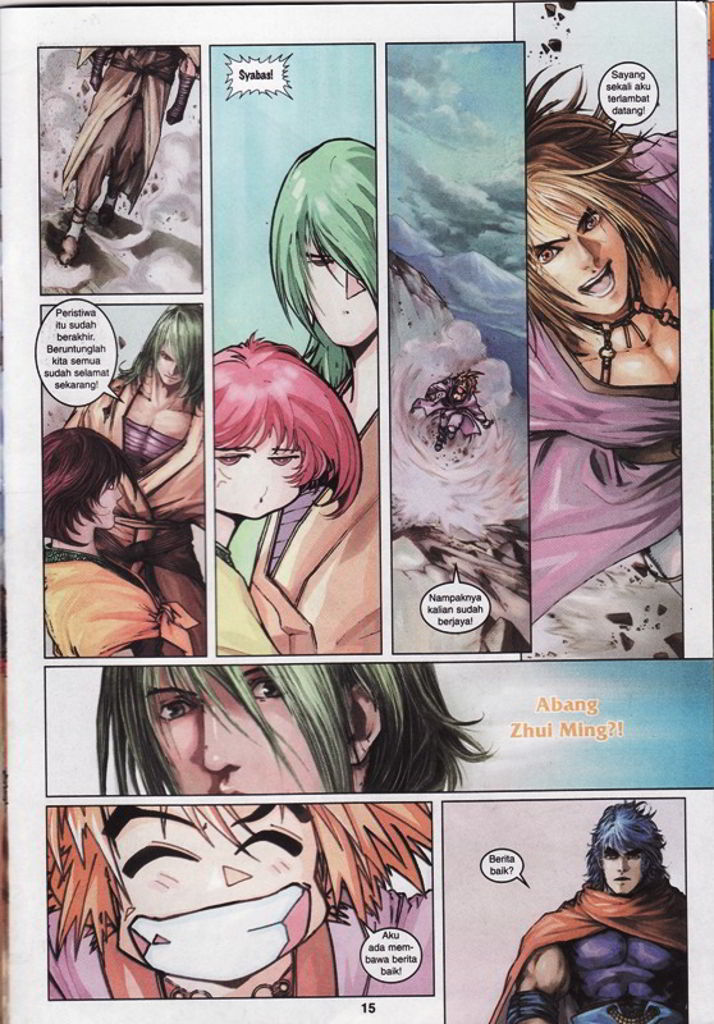 Syabas!
Sayang
sekali aku
terlambat
datang!
Peristiwa
itu sudah
berakhir.
Beruntunglah
kita semua
sudah selamat
sekarang!
Nampaknya
kalian sudah
berjaya!
Abang
Zhui Ming?!
Aku
ada mem-
bawa berita
baik!
Berita
baik?
15